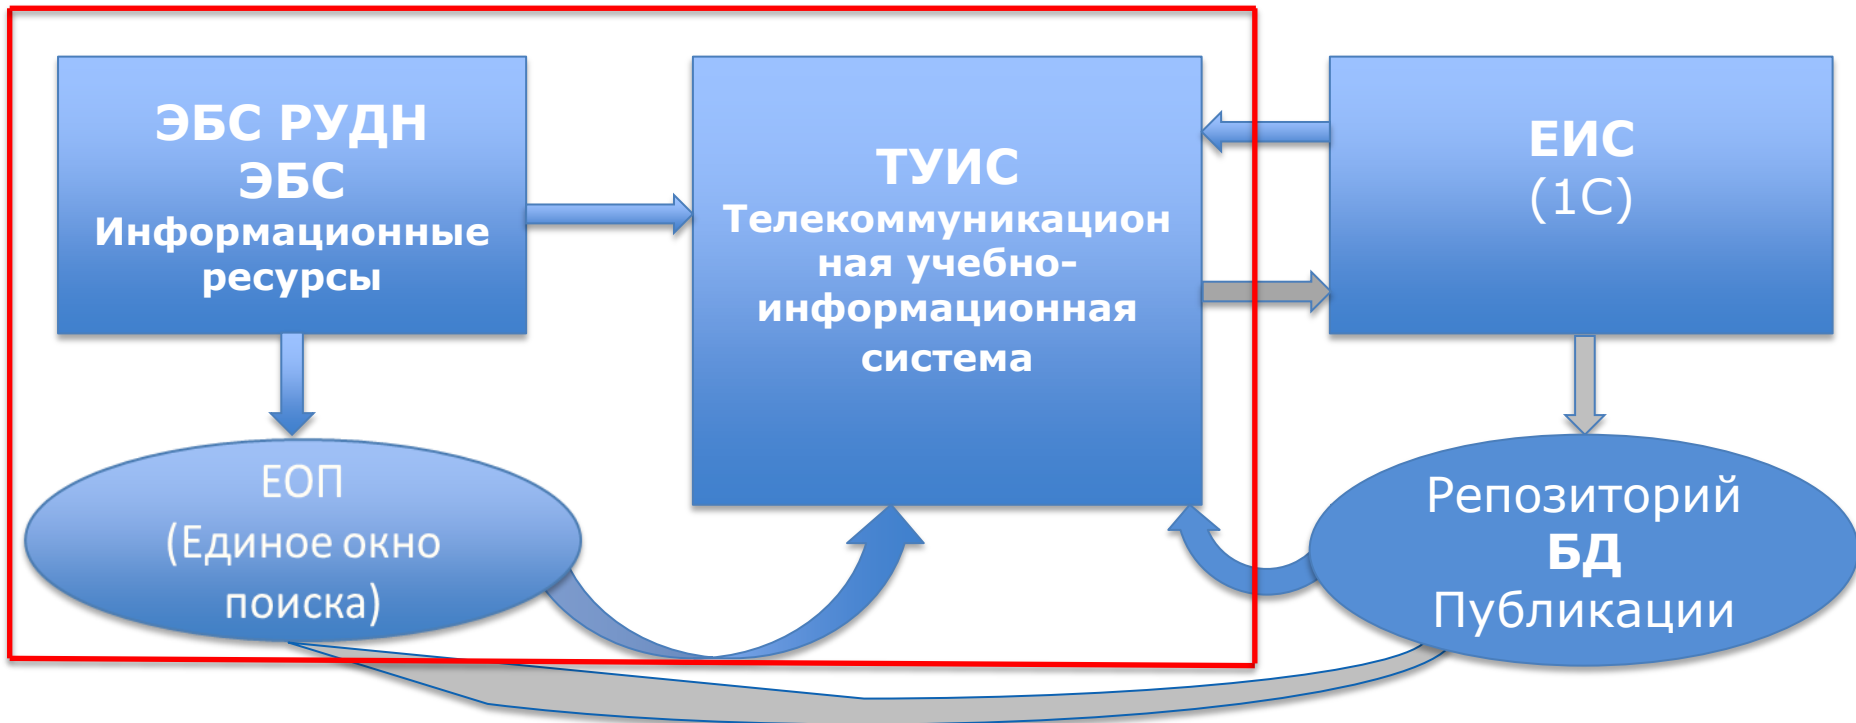 ЭБС РУДН
ЭБС
Информационные
ресурсы
ТУИС
Телекоммуникацион
ная учебно-
информационная
система
ЕИС
(1С)
ЕОП
(Единое окно
поиска)
Репозиторий
БД
Публикации